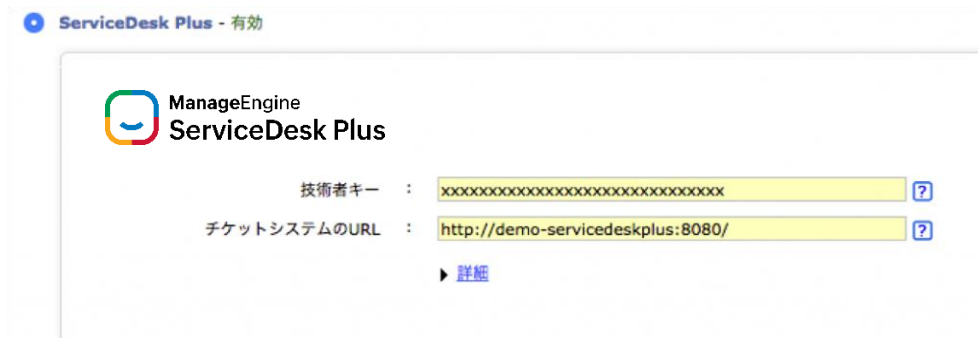 ServiceDesk Plus - 有効
ManageEngine
ServiceDesk Plus
技術者キー : xxxxxxxxxxxxxxxxxxxxxxxxxxxxxx ?
チケットシステムのURL : http://demo-servicedeskplus:8080/ ?
▶ 詳細